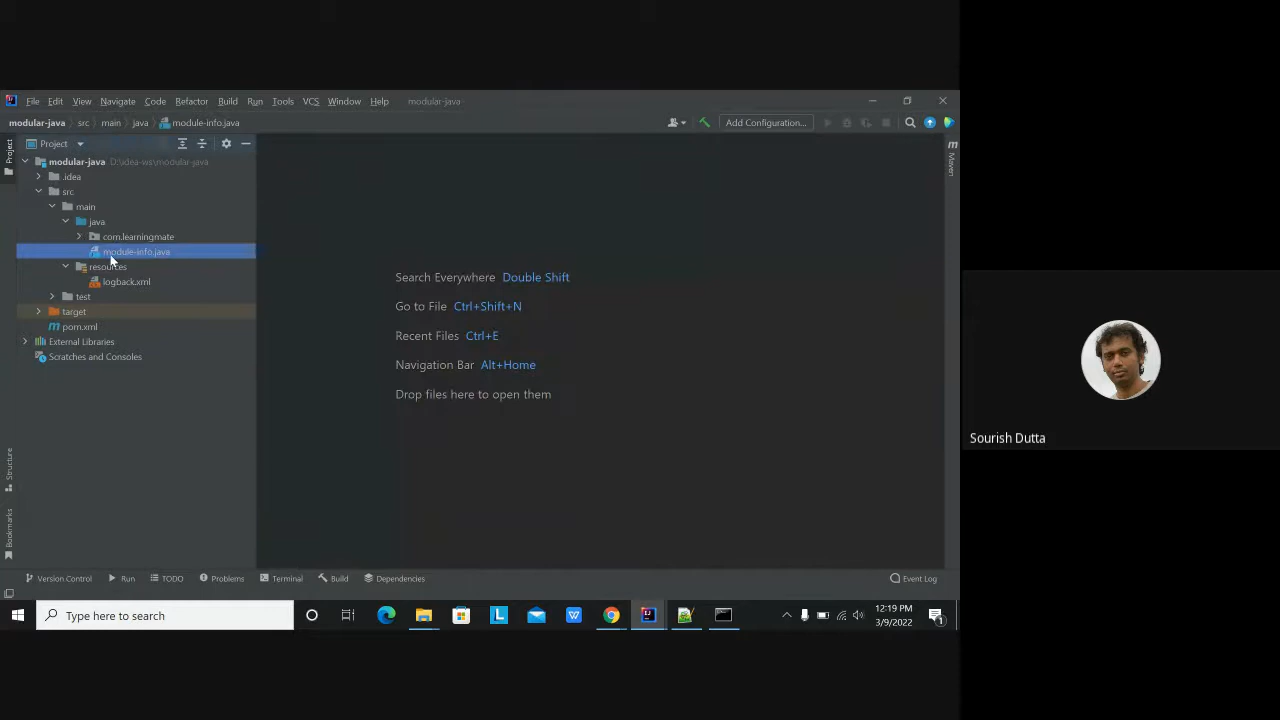 File Edit View Navigate Code Refactor Build Run Tools VCS Window Help modular-java
modular-java src main java module-info.java Add Configuration...
Project
modular-java D:\idea-ws\modular-java
.idea
src
main
java
com.learningmate
module-info.java
resources
logback.xml
test
target
pom.xml
External Libraries
Scratches and Consoles
Project
Structure
Bookmarks
Search Everywhere Double Shift
Go to File Ctrl+Shift+N
Recent Files Ctrl+E
Navigation Bar Alt+Home
Drop files here to open them
m
Maven
Version Control Run TODO Problems Terminal Build Dependencies Event Log
Type here to search
12:19 PM
3/9/2022
Sourish Dutta